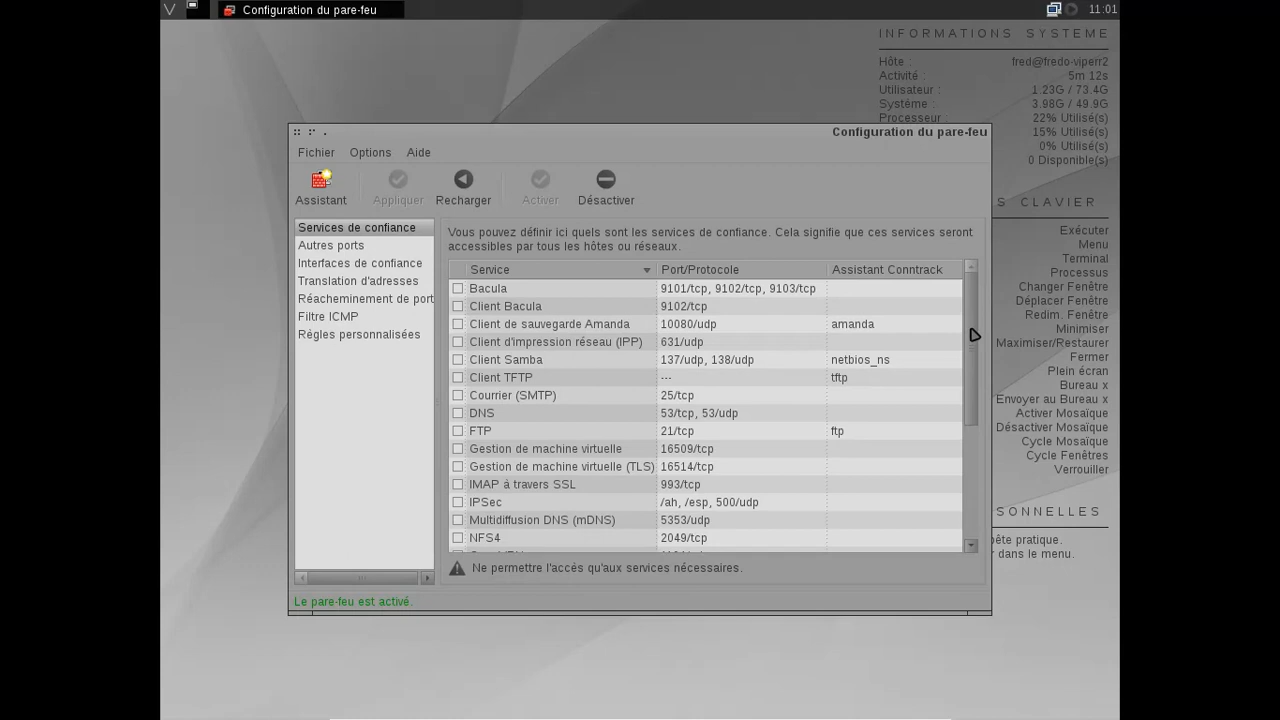 Configuration du pare-feu
11:01
INFORMATIONS SYSTEME
Hôte : fred@fredo-viperr2
Activité : 5m 12s
Utilisateur : 1.23G / 73.4G
Système : 3.98G / 49.9G
Processeur : 22% Utilisé(s)
15% Utilisé(s)
0% Utilisé(s)
0 Disponible(s)
Configuration du pare-feu
Fichier Options Aide
Assistant Appliquer Recharger Activer Désactiver
Services de confiance
Autres ports
Interfaces de confiance
Translation d'adresses
Réacheminement de port
Filtre ICMP
Règles personnalisées
Vous pouvez définir ici quels sont les services de confiance. Cela signifie que ces services seront
accessibles par tous les hôtes ou réseaux.
Service Port/Protocole Assistant Conntrack
Bacula 9101/tcp, 9102/tcp, 9103/tcp
Client Bacula 9102/tcp
Client de sauvegarde Amanda 10080/udp amanda
Client d'impression réseau (IPP) 631/udp
Client Samba 137/udp, 138/udp netbios_ns
Client TFTP --- tftp
Courrier (SMTP) 25/tcp
DNS 53/tcp, 53/udp
FTP 21/tcp ftp
Gestion de machine virtuelle 16509/tcp
Gestion de machine virtuelle (TLS) 16514/tcp
IMAP à travers SSL 993/tcp
IPSec /ah, /esp, 500/udp
Multidiffusion DNS (mDNS) 5353/udp
NFS4 2049/tcp
Ne permettre l'accès qu'aux services nécessaires.
Le pare-feu est activé.
S CLAVIER
Exécuter
Menu
Terminal
Processus
Changer Fenêtre
Déplacer Fenêtre
Redim. Fenêtre
Minimiser
Maximiser/Restaurer
Fermer
Plein écran
Bureau x
Envoyer au Bureau x
Activer Mosaïque
Désactiver Mosaïque
Cycle Mosaïque
Cycle Fenêtres
Verrouiller
SONNELLES
pête pratique.
dans le menu.